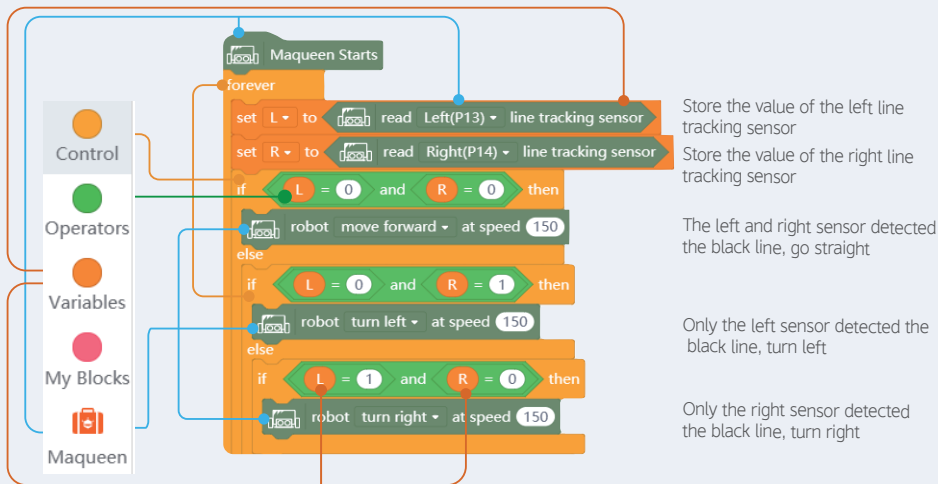 Maqueen Starts
forever
set L to read Left(P13) line tracking sensor
set R to read Right(P14) line tracking sensor
if L = 0 and R = 0 then
robot move forward at speed 150
else
if L = 0 and R = 1 then
robot turn left at speed 150
else
if L = 1 and R = 0 then
robot turn right at speed 150
Control
Operators
Variables
My Blocks
Maqueen
Store the value of the left line
tracking sensor
Store the value of the right line
tracking sensor
The left and right sensor detected
the black line, go straight
Only the left sensor detected the
black line, turn left
Only the right sensor detected
the black line, turn right